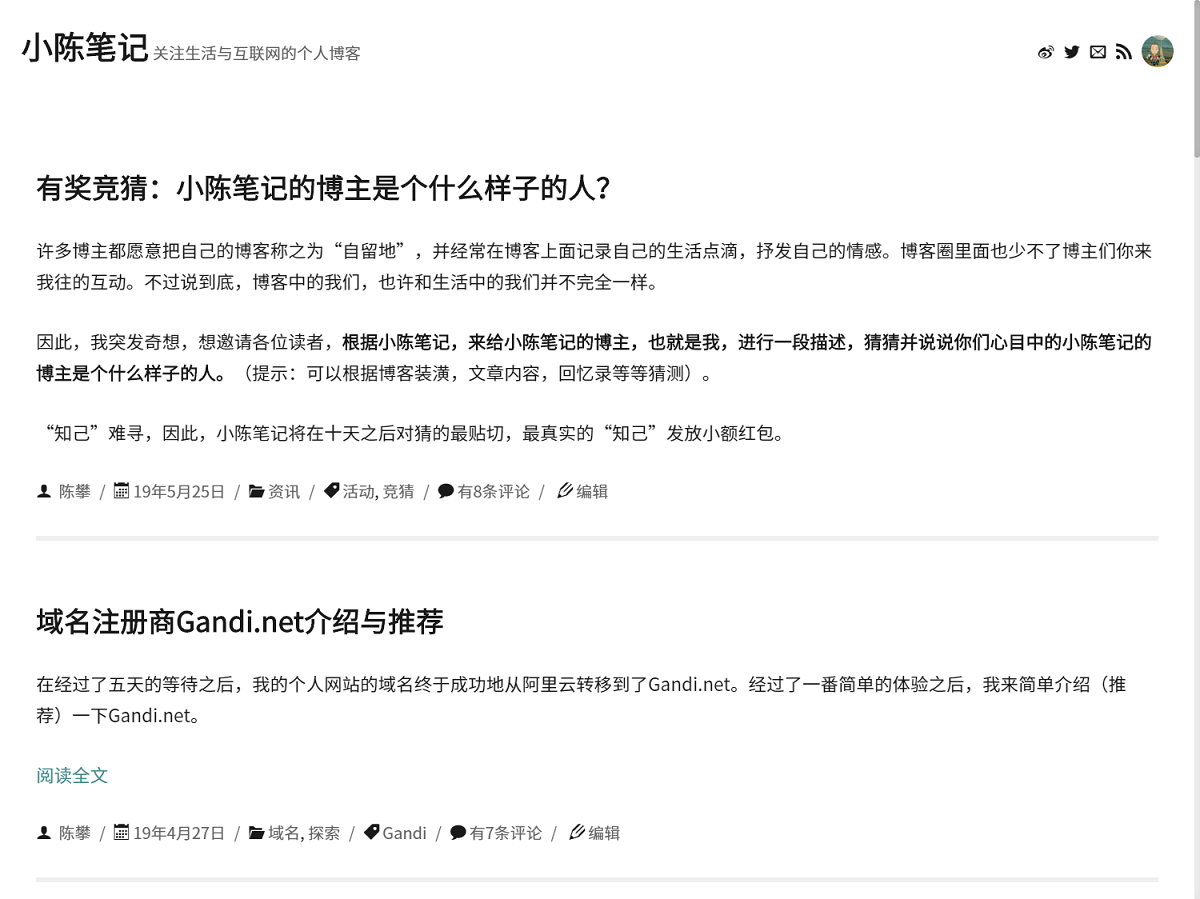 小陈笔记 关注生活与互联网的个人博客
有奖竞猜：小陈笔记的博主是个什么样子的人？
许多博主都愿意把自己的博客称之为“自留地”，并经常在博客上面记录自己的生活点滴，抒发自己的情感。博客圈里面也少不了博主们你来
我往的互动。不过说到底，博客中的我们，也许和生活中的我们并不完全一样。
因此，我突发奇想，想邀请各位读者，根据小陈笔记，来给小陈笔记的博主，也就是我，进行一段描述，猜猜并说说你们心目中的小陈笔记的
博主是个什么样子的人。（提示：可以根据博客装潢，文章内容，回忆录等等猜测）。
“知己”难寻，因此，小陈笔记将在十天之后对猜的最贴切，最真实的“知己”发放小额红包。
陈攀 / 19年5月25日 / 资讯 / 活动, 竞猜 / 有8条评论 / 编辑
域名注册商Gandi.net介绍与推荐
在经过了五天的等待之后，我的个人网站的域名终于成功地从阿里云转移到了Gandi.net。经过了一番简单的体验之后，我来简单介绍（推
荐）一下Gandi.net。
阅读全文
陈攀 / 19年4月27日 / 域名, 探索 / Gandi / 有7条评论 / 编辑